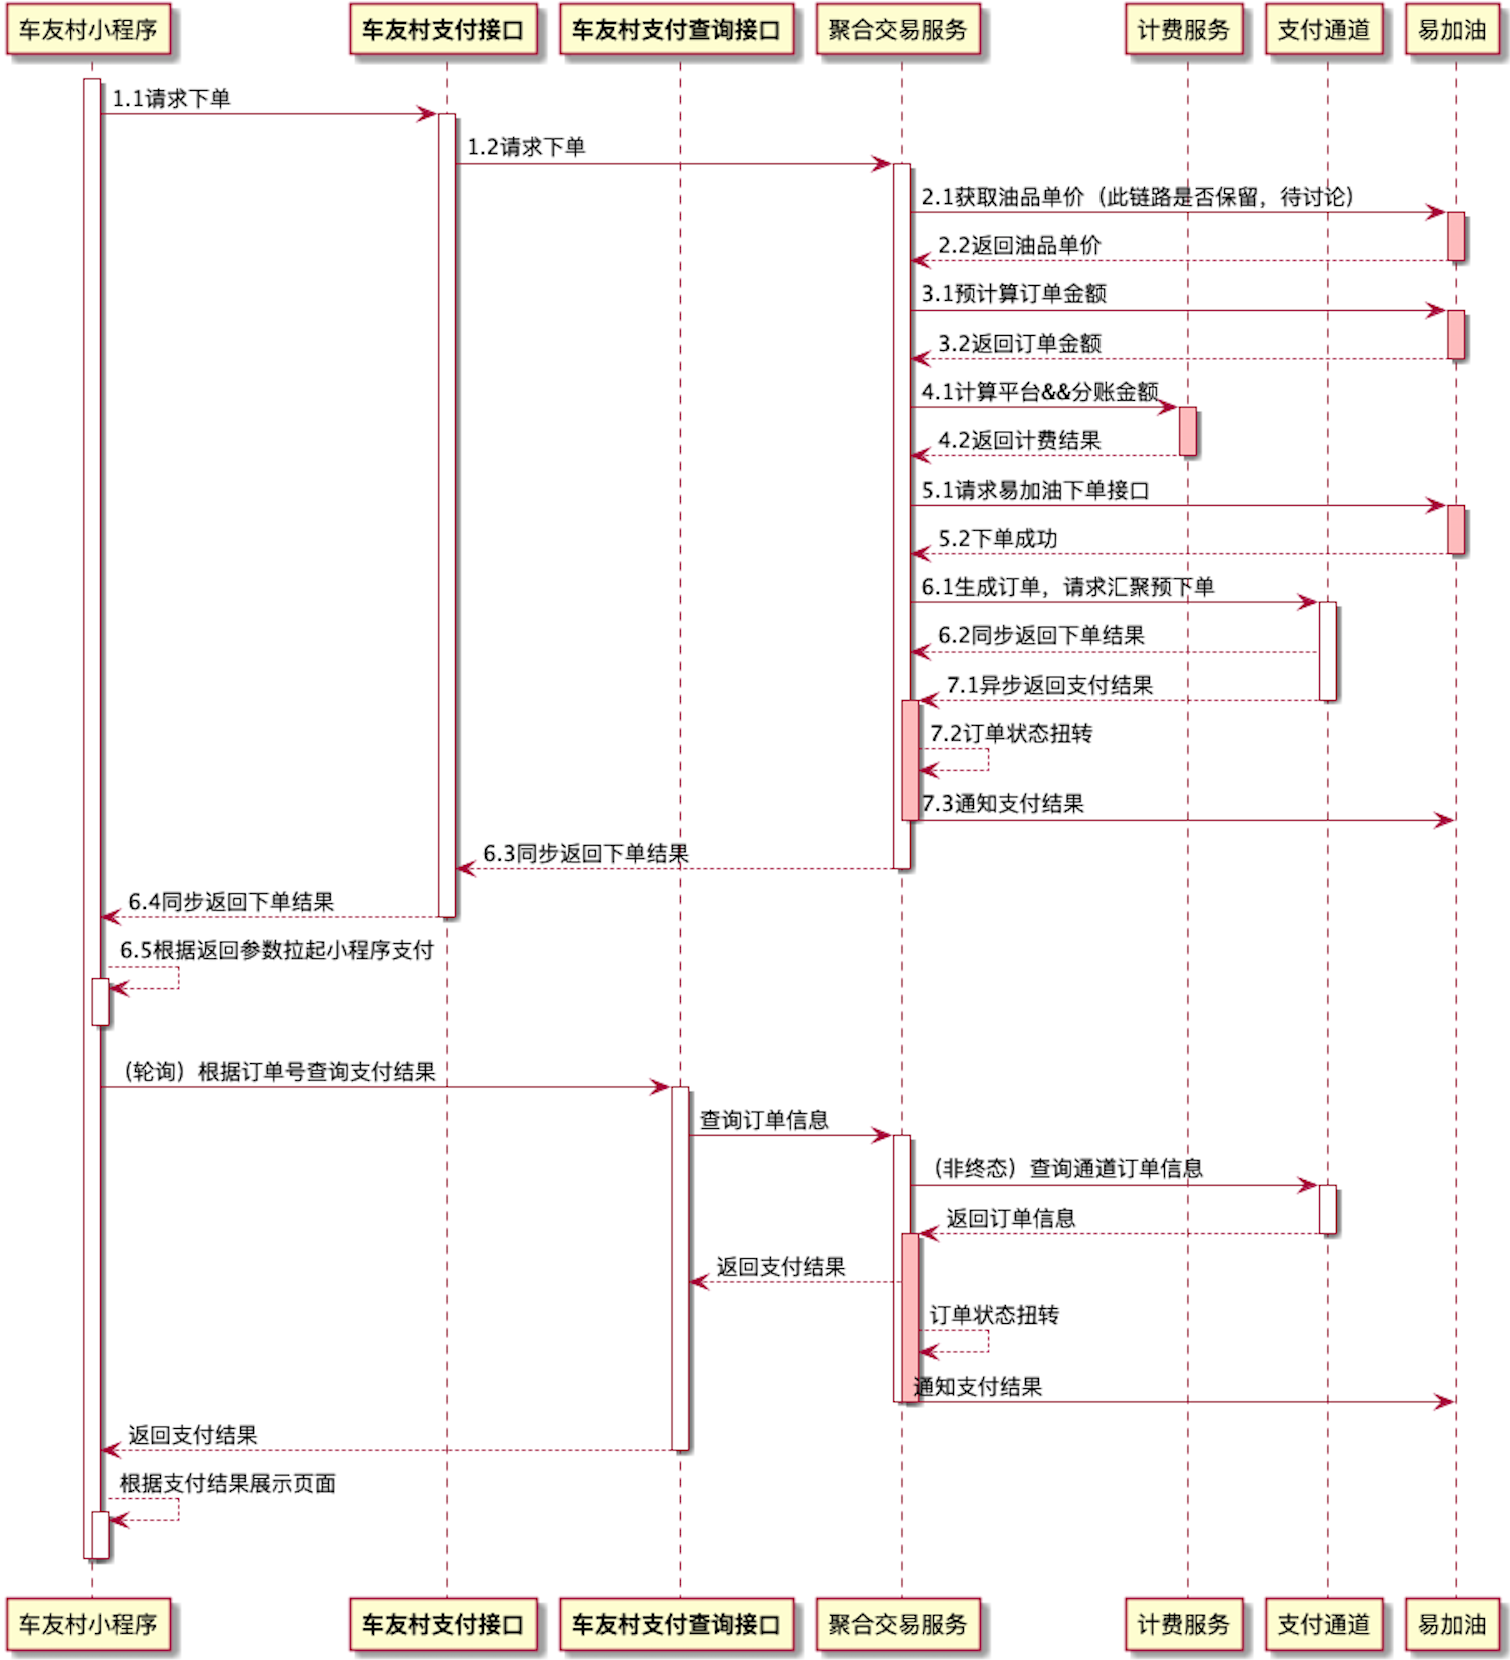 车友村小程序
车友村支付接口
车友村支付查询接口
聚合交易服务
计费服务
支付通道
易加油
1.1请求下单
1.2请求下单
2.1获取油品单价（此链路是否保留，待讨论）
2.2返回油品单价
3.1预计算订单金额
3.2返回订单金额
4.1计算平台&&分账金额
4.2返回计费结果
5.1请求易加油下单接口
5.2下单成功
6.1生成订单，请求汇聚预下单
6.2同步返回下单结果
7.1异步返回支付结果
7.2订单状态扭转
7.3通知支付结果
6.3同步返回下单结果
6.4同步返回下单结果
6.5根据返回参数拉起小程序支付
（轮询）根据订单号查询支付结果
查询订单信息
（非终态）查询通道订单信息
返回订单信息
返回支付结果
订单状态扭转
通知支付结果
返回支付结果
根据支付结果展示页面
车友村小程序
车友村支付接口
车友村支付查询接口
聚合交易服务
计费服务
支付通道
易加油